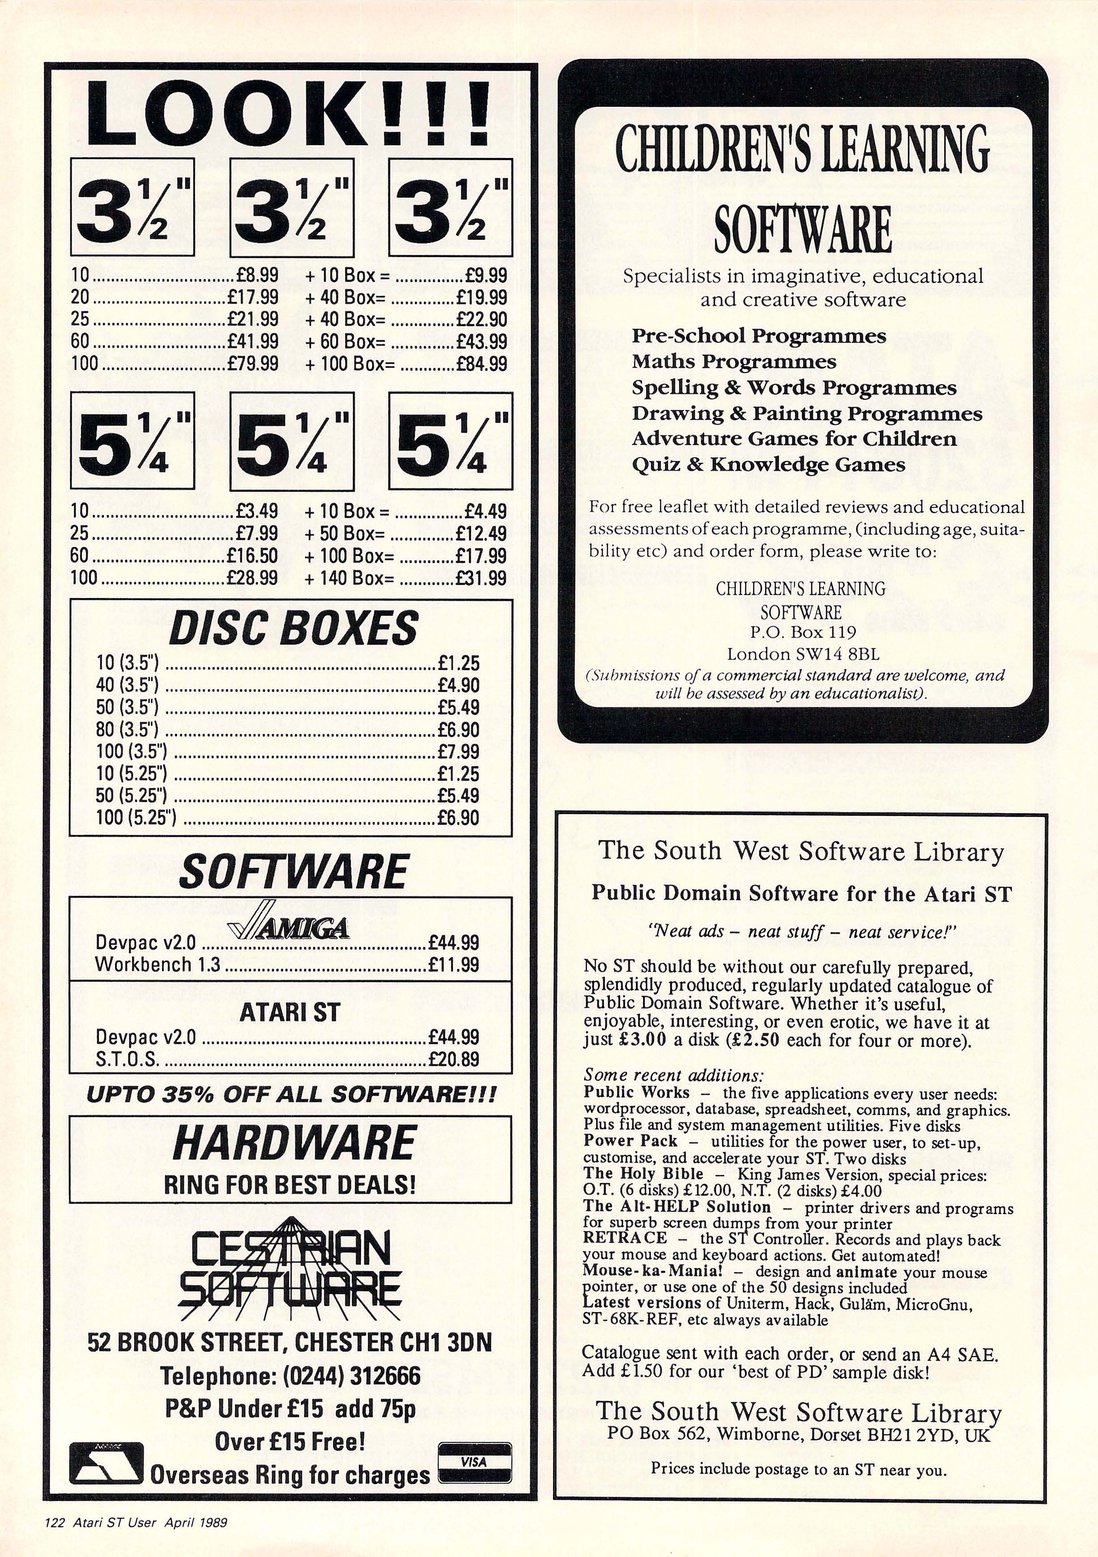 LOOK!!!
3½" 3½" 3½"
10..............................£8.99 + 10 Box = ...............£9.99
20.............................£17.99 + 40 Box= ..............£19.99
25.............................£21.99 + 40 Box= ..............£22.90
60.............................£41.99 + 60 Box= ..............£43.99
100 ...........................£79.99 + 100 Box= ............£84.99
5¼" 5¼" 5¼"
10..............................£3.49 + 10 Box = ...............£4.49
25..............................£7.99 + 50 Box= ..............£12.49
60.............................£16.50 + 100 Box= ............£17.99
100 ...........................£28.99 + 140 Box= ............£31.99
DISC BOXES
10 (3.5") ..........................................................£1.25
40 (3.5") ..........................................................£4.90
50 (3.5") ..........................................................£5.49
80 (3.5") ..........................................................£6.90
100 (3.5") .........................................................£7.99
10 (5.25") .........................................................£1.25
50 (5.25") .........................................................£5.49
100 (5.25") .......................................................£6.90
SOFTWARE
AMIGA
Devpac v2.0 ................................................£44.99
Workbench 1.3 ...........................................£11.99
ATARI ST
Devpac v2.0 ................................................£44.99
S.T.O.S. ........................................................£20.89
UPTO 35% OFF ALL SOFTWARE!!!
HARDWARE
RING FOR BEST DEALS!
CESTRIAN
SOFTWARE
52 BROOK STREET, CHESTER CH1 3DN
Telephone: (0244) 312666
P&P Under £15 add 75p
Over £15 Free!
Overseas Ring for charges
VISA
CHILDREN'S LEARNING
SOFTWARE
Specialists in imaginative, educational
and creative software
Pre-School Programmes
Maths Programmes
Spelling & Words Programmes
Drawing & Painting Programmes
Adventure Games for Children
Quiz & Knowledge Games
For free leaflet with detailed reviews and educational
assessments of each programme, (including age, suita-
bility etc) and order form, please write to:
CHILDREN'S LEARNING
SOFTWARE
P.O. Box 119
London SW14 8BL
(Submissions of a commercial standard are welcome, and
will be assessed by an educationalist).
The South West Software Library
Public Domain Software for the Atari ST
"Neat ads – neat stuff – neat service!"
No ST should be without our carefully prepared,
splendidly produced, regularly updated catalogue of
Public Domain Software. Whether it's useful,
enjoyable, interesting, or even erotic, we have it at
just £3.00 a disk (£2.50 each for four or more).
Some recent additions:
Public Works – the five applications every user needs:
wordprocessor, database, spreadsheet, comms, and graphics.
Plus file and system management utilities. Five disks
Power Pack – utilities for the power user, to set-up,
customise, and accelerate your ST. Two disks
The Holy Bible – King James Version, special prices:
O.T. (6 disks) £12.00, N.T. (2 disks) £4.00
The Alt-HELP Solution – printer drivers and programs
for superb screen dumps from your printer
RETRACE – the ST Controller. Records and plays back
your mouse and keyboard actions. Get automated!
Mouse-ka-Mania! – design and animate your mouse
pointer, or use one of the 50 designs included
Latest versions of Uniterm, Hack, Guläm, MicroGnu,
ST-68K-REF, etc always available
Catalogue sent with each order, or send an A4 SAE.
Add £1.50 for our 'best of PD' sample disk!
The South West Software Library
PO Box 562, Wimborne, Dorset BH21 2YD, UK
Prices include postage to an ST near you.
122 Atari ST User April 1989